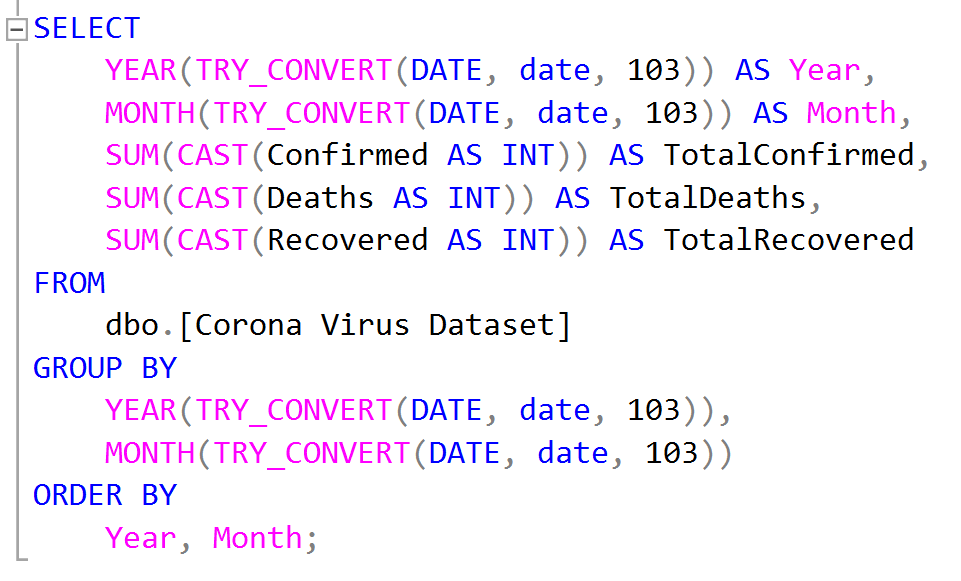 SELECT
YEAR(TRY_CONVERT(DATE, date, 103)) AS Year,
MONTH(TRY_CONVERT(DATE, date, 103)) AS Month,
SUM(CAST(Confirmed AS INT)) AS TotalConfirmed,
SUM(CAST(Deaths AS INT)) AS TotalDeaths,
SUM(CAST(Recovered AS INT)) AS TotalRecovered
FROM
dbo.[Corona Virus Dataset]
GROUP BY
YEAR(TRY_CONVERT(DATE, date, 103)),
MONTH(TRY_CONVERT(DATE, date, 103))
ORDER BY
Year, Month;